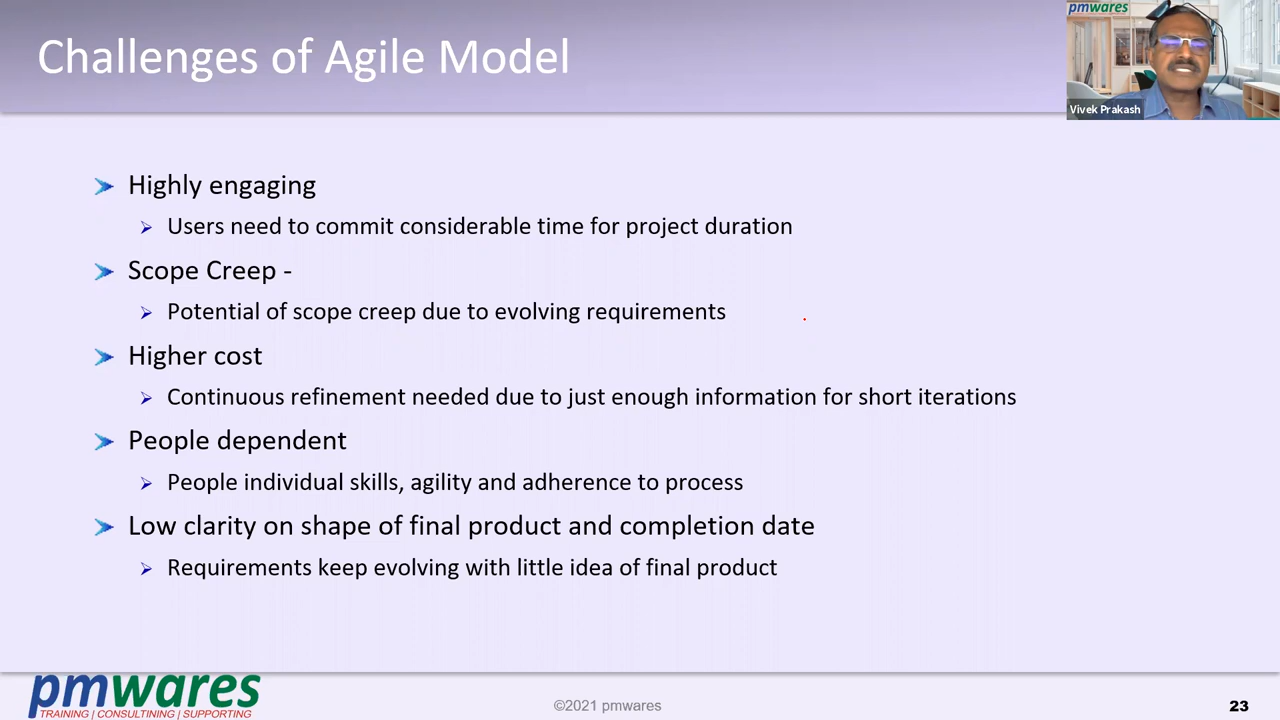 Challenges of Agile Model
pmwares
Vivek Prakash
Highly engaging
Users need to commit considerable time for project duration
Scope Creep -
Potential of scope creep due to evolving requirements
Higher cost
Continuous refinement needed due to just enough information for short iterations
People dependent
People individual skills, agility and adherence to process
Low clarity on shape of final product and completion date
Requirements keep evolving with little idea of final product
pmwares
TRAINING | CONSULTINING | SUPPORTING
©2021 pmwares
23